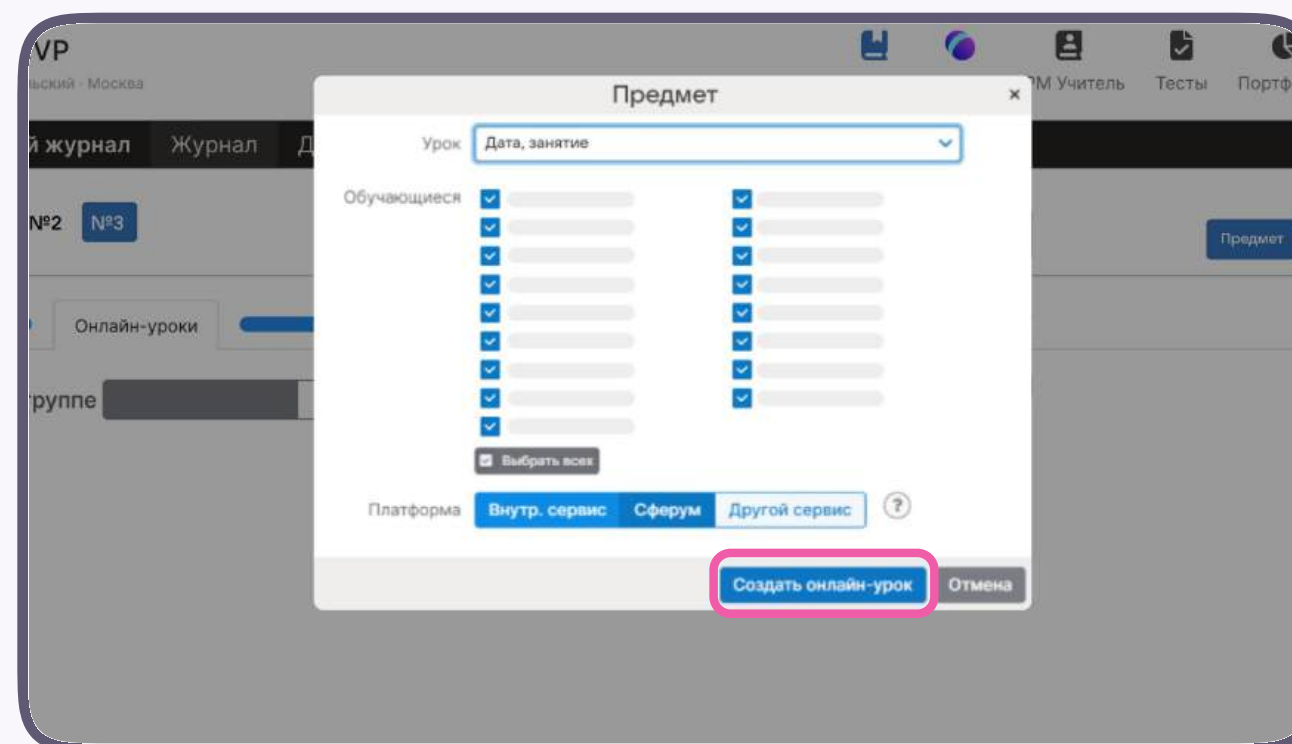 VP
ьский - Москва
РМ Учитель
Тесты
Портф
й журнал
Журнал
Д
№2
№3
Предмет
Онлайн-уроки
группе
Предмет
×
Урок
Дата, занятие
Обучающиеся
Выбрать всех
Платформа
Внутр. сервис
Сферум
Другой сервис
?
Создать онлайн-урок
Отмена